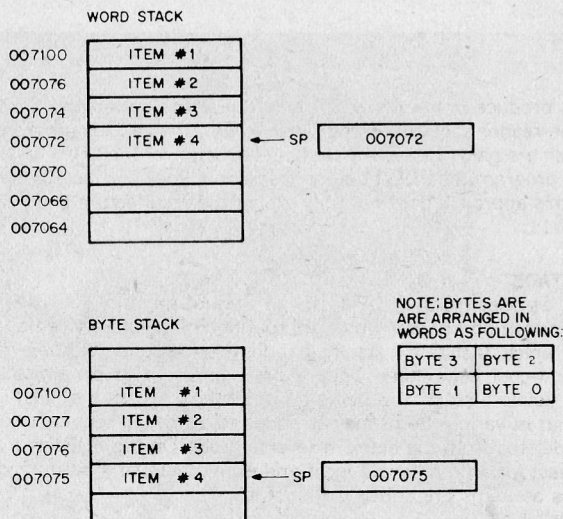 WORD STACK
007100 ITEM #1
007076 ITEM #2
007074 ITEM #3
007072 ITEM #4 SP 007072
007070
007066
007064
NOTE: BYTES ARE
ARE ARRANGED IN
WORDS AS FOLLOWING:
BYTE 3 BYTE 2
BYTE 1 BYTE 0
BYTE STACK
007100 ITEM #1
007077 ITEM #2
007076 ITEM #3
007075 ITEM #4 SP 007075